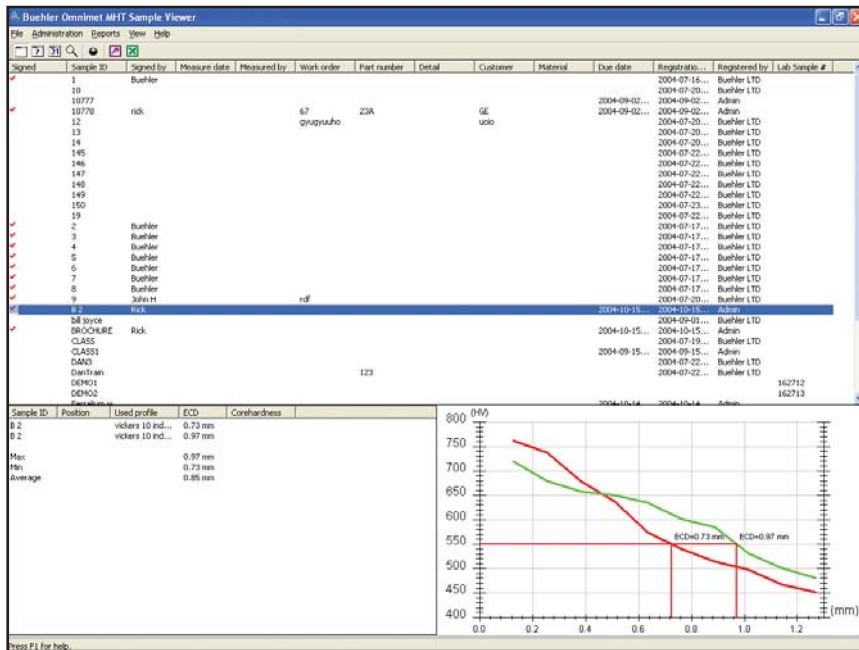 Buehler Omnimet MHT Sample Viewer
File Administration Reports View Help
Signed Sample ID Signed by Measure date Measured by Work order Part number Detail Customer Material Due date Registratio... Registered by Lab Sample #
1 Buehler 2004-07-16... Buehler LTD
10 2004-07-20... Buehler LTD
10777 2004-09-02... 2004-09-02... Admin
10778 rick 67 23A GE 2004-09-02... 2004-09-02... Admin
12 gyugyuuho uoio 2004-07-20... Buehler LTD
13 2004-07-20... Buehler LTD
14 2004-07-20... Buehler LTD
145 2004-07-22... Buehler LTD
146 2004-07-22... Buehler LTD
147 2004-07-22... Buehler LTD
148 2004-07-22... Buehler LTD
149 2004-07-22... Buehler LTD
150 2004-07-23... Buehler LTD
19 2004-07-22... Buehler LTD
2 Buehler 2004-07-17... Buehler LTD
3 Buehler 2004-07-17... Buehler LTD
4 Buehler 2004-07-17... Buehler LTD
5 Buehler 2004-07-17... Buehler LTD
6 Buehler 2004-07-17... Buehler LTD
7 Buehler 2004-07-17... Buehler LTD
8 Buehler 2004-07-17... Buehler LTD
9 John H rdf 2004-07-20... Buehler LTD
B 2 Rick 2004-10-15... 2004-10-15... Admin
bill joyce 2004-09-01... Buehler LTD
BROCHURE Rick 2004-10-15... 2004-10-15... Admin
CLASS 2004-07-19... Buehler LTD
CLASS1 2004-09-15... 2004-09-15... Admin
DAN3 2004-07-22... Buehler LTD
DanTrain 123 2004-07-22... Buehler LTD
DEMO1 162712
DEMO2 162713
Sample ID Position Used profile ECD Corehardness
B 2 vickers 10 ind... 0.73 mm
B 2 vickers 10 ind... 0.97 mm
Max 0.97 mm
Min 0.73 mm
Average 0.85 mm
800 (HV)
750
700
650
600
550 ECD=0.73 mm ECD=0.97 mm
500
450
400 (mm)
0.0 0.2 0.4 0.6 0.8 1.0 1.2
Press F1 for help.